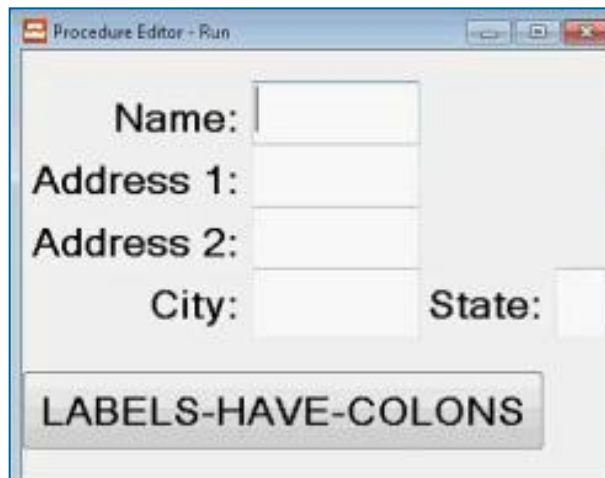 Procedure Editor - Run
Name:
Address 1:
Address 2:
City: State:
LABELS-HAVE-COLONS